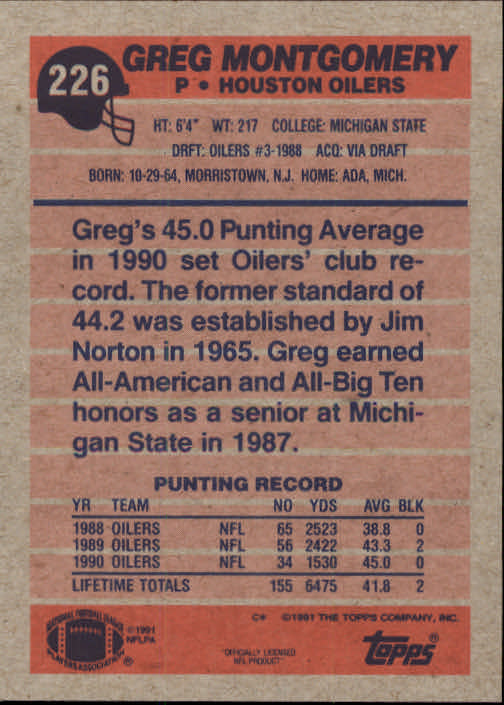 226
GREG MONTGOMERY
P • HOUSTON OILERS
HT: 6'4" WT: 217 COLLEGE: MICHIGAN STATE
DRFT: OILERS #3-1988 ACQ: VIA DRAFT
BORN: 10-29-64, MORRISTOWN, N.J. HOME: ADA, MICH.
Greg's 45.0 Punting Average
in 1990 set Oilers' club re-
cord. The former standard of
44.2 was established by Jim
Norton in 1965. Greg earned
All-American and All-Big Ten
honors as a senior at Michi-
gan State in 1987.
PUNTING RECORD
YR TEAM NO YDS AVG BLK
1988 OILERS NFL 65 2523 38.8 0
1989 OILERS NFL 56 2422 43.3 2
1990 OILERS NFL 34 1530 45.0 0
LIFETIME TOTALS 155 6475 41.8 2
C* ©1991 THE TOPPS COMPANY, INC.
NATIONAL FOOTBALL LEAGUE
PLAYERS ASSOCIATION ®
©1991
NFLPA
"OFFICIALLY LICENSED
NFL PRODUCT"
topps®